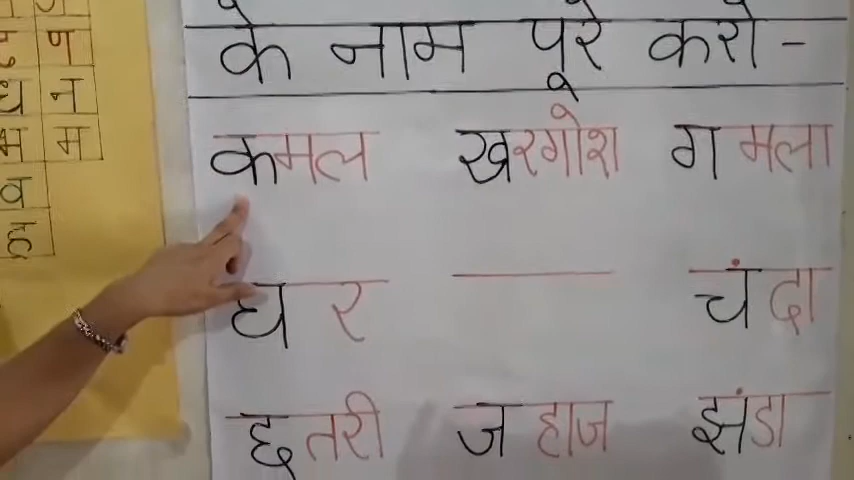 के नाम पूरे करो -
कमल खरगोश गमला
घर चंदा
छतरी जहाज झंडा
ण
न
म
व